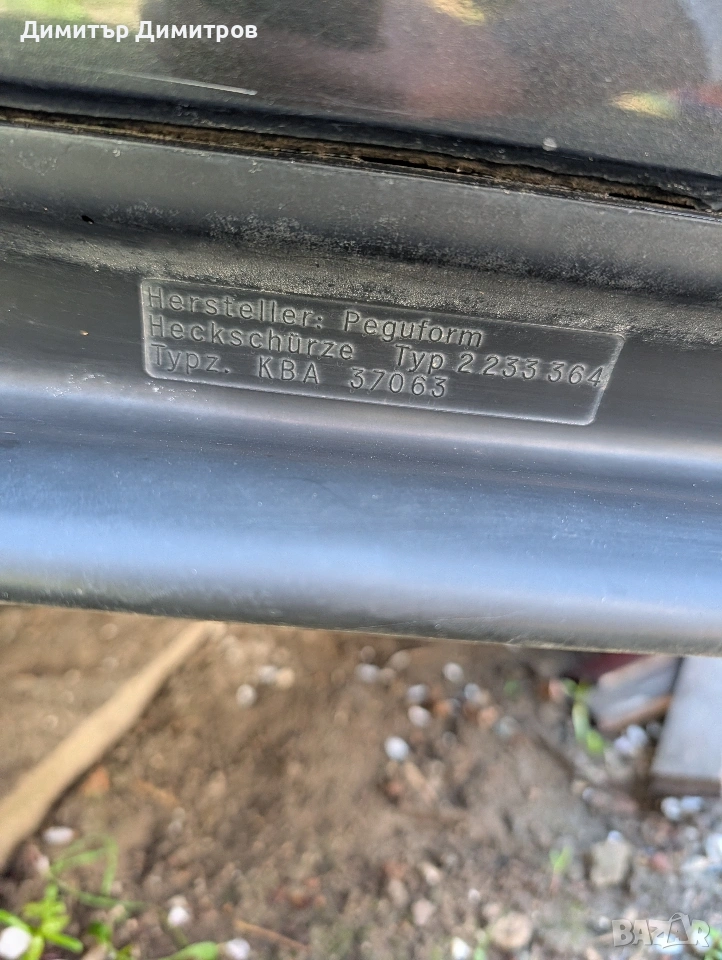 Димитър Димитров
Hersteller: Peguform
Heckschürze Typ 2 233 364
Typz. KBA 37063
BAZAR